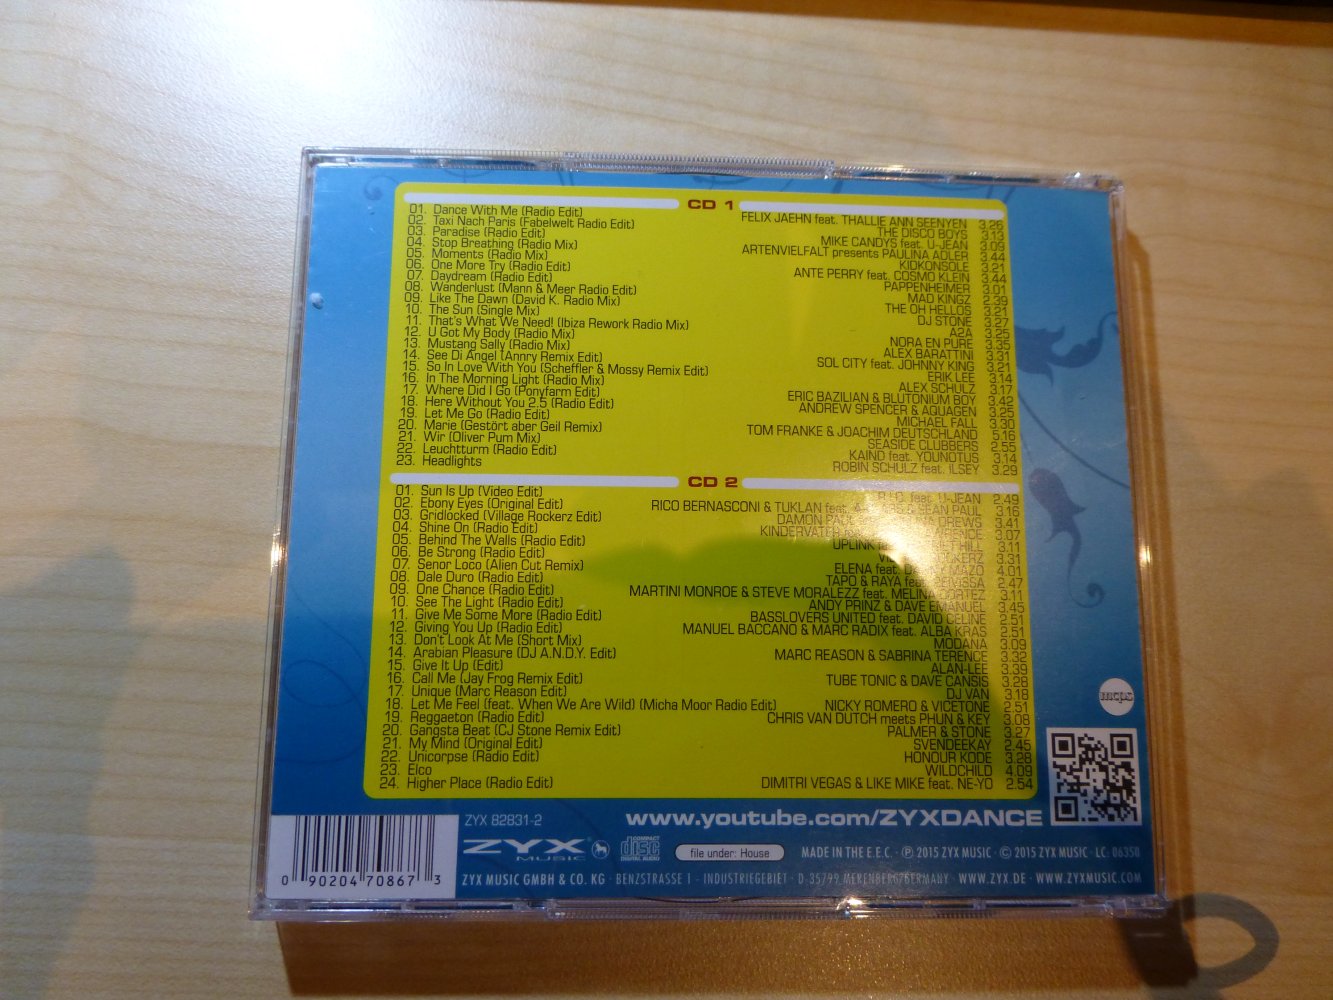 CD 1
01. Dance With Me (Radio Edit) FELIX JAEHN feat. THALLIE ANN SEENYEN 3.26
02. Taxi Nach Paris (Fabelwelt Radio Edit) THE DISCO BOYS 3.13
03. Paradise (Radio Edit) MIKE CANDYS feat. U-JEAN 3.09
04. Stop Breathing (Radio Mix) ARTENVIELFALT presents PAULINA ADLER 3.44
05. Moments (Radio Mix) KIDKONSOLE 3.21
06. One More Try (Radio Edit) ANTE PERRY feat. COSMO KLEIN 3.44
07. Daydream (Radio Edit) PAPPENHEIMER 3.01
08. Wanderlust (Mann & Meer Radio Edit) MAD KINGZ 2.39
09. Like The Dawn (David K. Radio Mix) THE OH HELLOS 3.21
10. The Sun (Single Mix) DJ STONE 3.27
11. That's What We Need! (Ibiza Rework Radio Mix) A2A 3.25
12. U Got My Body (Radio Mix) NORA EN PURE 3.35
13. Mustang Sally (Radio Mix) ALEX BARATTINI 3.31
14. See Di Angel (Annry Remix Edit) SOL CITY feat. JOHNNY KING 3.21
15. So In Love With You (Scheffler & Mossy Remix Edit) ERIK LEE 3.14
16. In The Morning Light (Radio Mix) ALEX SCHULZ 3.17
17. Where Did I Go (Ponyfarm Edit) ERIC BAZILIAN & BLUTONIUM BOY 3.42
18. Here Without You 2.5 (Radio Edit) ANDREW SPENCER & AQUAGEN 3.25
19. Let Me Go (Radio Edit) MICHAEL FALL 3.30
20. Marie (Gestört aber Geil Remix) TOM FRANKE & JOACHIM DEUTSCHLAND 5.16
21. Wir (Oliver Pum Mix) SEASIDE CLUBBERS 2.55
22. Leuchtturm (Radio Edit) KAIND feat. YOUNOTUS 3.14
23. Headlights ROBIN SCHULZ feat. ILSEY 3.29
CD 2
01. Sun Is Up (Video Edit) feat. U-JEAN 2.49
02. Ebony Eyes (Original Edit) RICO BERNASCONI & TUKLAN feat. & SEAN PAUL 3.16
03. Gridlocked (Village Rockerz Edit) DAMON PAUL DREWS 3.41
04. Shine On (Radio Edit) KINDERVATER 3.07
05. Behind The Walls (Radio Edit) UPLINK HILL 3.11
06. Be Strong (Radio Edit) 3.31
07. Senor Loco (Alien Cut Remix) ELENA feat. 4.01
08. Dale Duro (Radio Edit) TAPO & RAYA feat. 2.47
09. One Chance (Radio Edit) MARTINI MONROE & STEVE MORALEZZ feat. MELINA CORTEZ 3.11
10. See The Light (Radio Edit) ANDY PRINZ & DAVE EMANUEL 3.45
11. Give Me Some More (Radio Edit) BASSLOVERS UNITED feat. DAVID CELINE 2.51
12. Giving You Up (Radio Edit) MANUEL BACCANO & MARC RADIX feat. ALBA KRAS 2.51
13. Don't Look At Me (Short Mix) MODANA 3.09
14. Arabian Pleasure (DJ A.N.D.Y. Edit) MARC REASON & SABRINA TERENCE 3.32
15. Give It Up (Edit) ALAN-LEE 3.39
16. Call Me (Jay Frog Remix Edit) TUBE TONIC & DAVE CANSIS 3.28
17. Unique (Marc Reason Edit) DJ VAN 3.18
18. Let Me Feel (feat. When We Are Wild) (Micha Moor Radio Edit) NICKY ROMERO & VICETONE 2.51
19. Reggaeton (Radio Edit) CHRIS VAN DUTCH meets PHUN & KEY 3.08
20. Gangsta Beat (CJ Stone Remix Edit) PALMER & STONE 3.27
21. My Mind (Original Edit) SVENDEEKAY 2.45
22. Unicorpse (Radio Edit) HONOUR KODE 3.28
23. Elco WILDCHILD 4.09
24. Higher Place (Radio Edit) DIMITRI VEGAS & LIKE MIKE feat. NE-YO 2.54
mcps
ZYX 82831-2 www.youtube.com/ZYXDANCE
ZYX MUSIC COMPACT disc DIGITAL AUDIO file under: House MADE IN THE E.E.C. · ℗ 2015 ZYX MUSIC · © 2015 ZYX MUSIC · LC: 06350
0 90204 70867 3
ZYX MUSIC GMBH & CO. KG · BENZSTRASSE 1 · INDUSTRIEGEBIET · D 35799 MERENBERG/GERMANY · WWW.ZYX.DE · WWW.ZYXMUSIC.COM